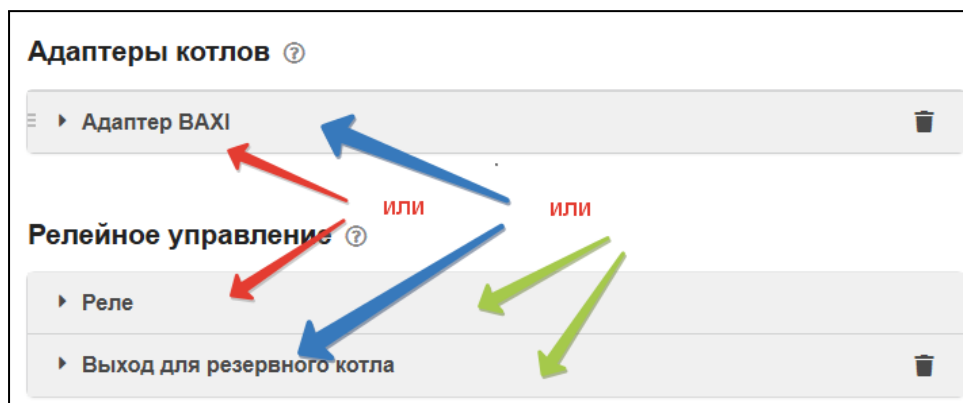 Адаптеры котлов ?
Адаптер BAXI
или или
Релейное управление ?
Реле
Выход для резервного котла